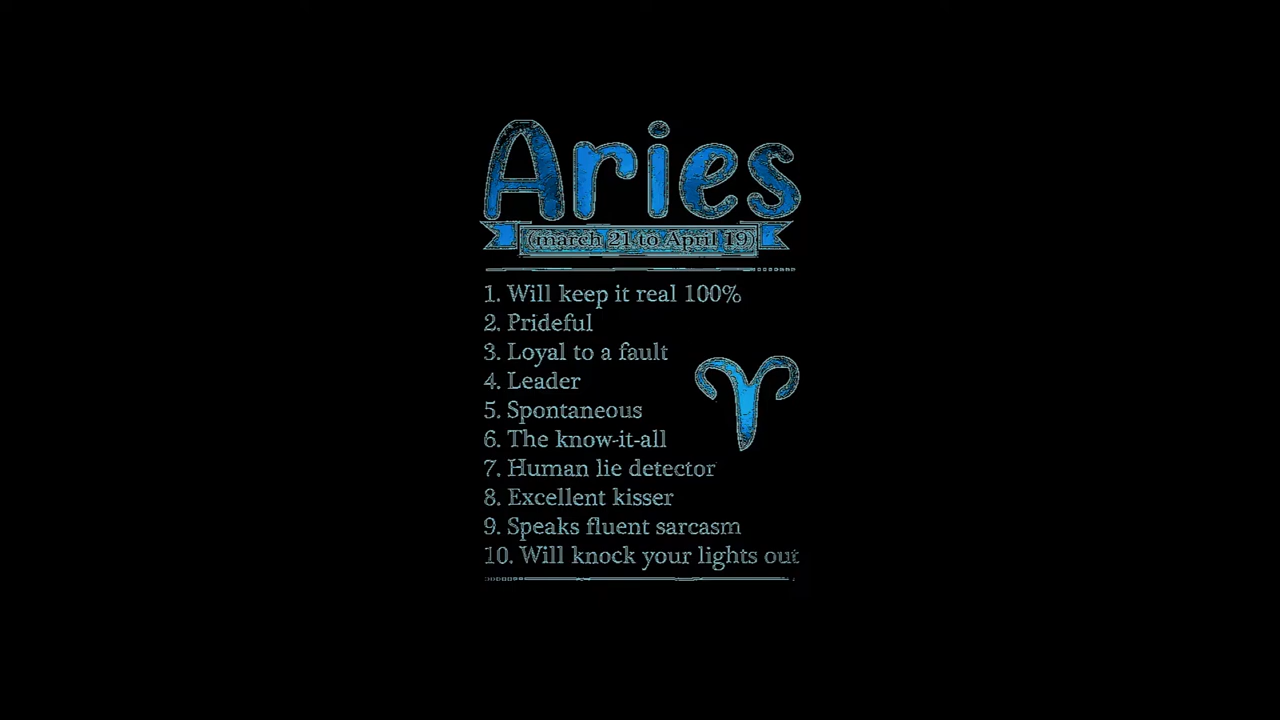 Aries
(march 21 to April 19)
1. Will keep it real 100%
2. Prideful
3. Loyal to a fault
4. Leader
5. Spontaneous
6. The know-it-all
7. Human lie detector
8. Excellent kisser
9. Speaks fluent sarcasm
10. Will knock your lights out